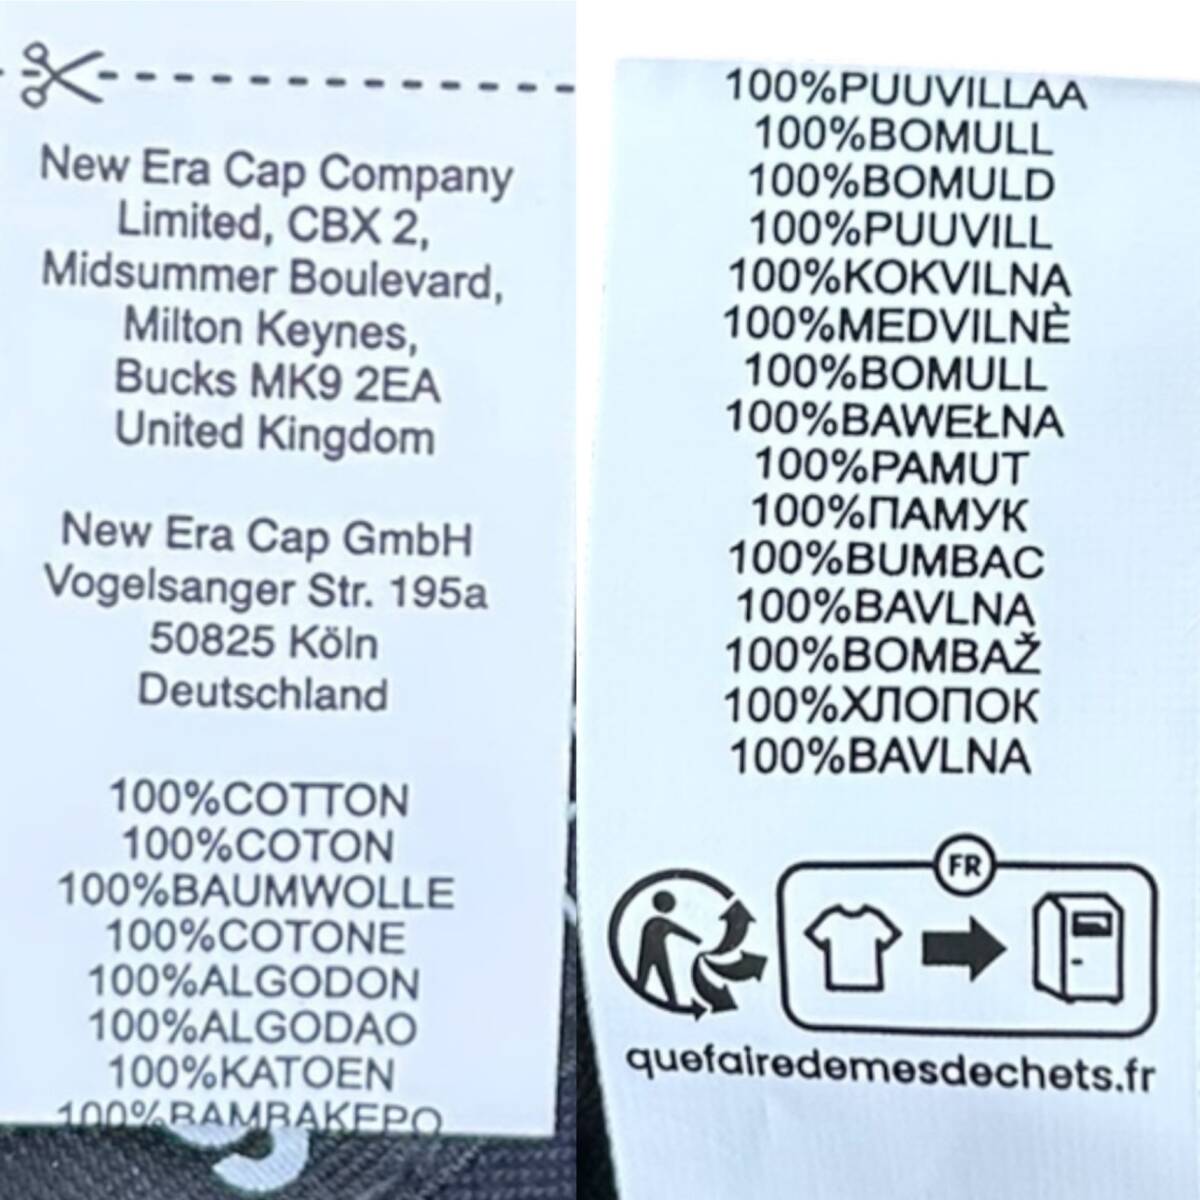 New Era Cap Company
Limited, CBX 2,
Midsummer Boulevard,
Milton Keynes,
Bucks MK9 2EA
United Kingdom
New Era Cap GmbH
Vogelsanger Str. 195a
50825 Köln
Deutschland
100%COTTON
100%COTON
100%BAUMWOLLE
100%COTONE
100%ALGODON
100%ALGODAO
100%KATOEN
100%BAMBAKEPO
100%PUUVILLAA
100%BOMULL
100%BOMULD
100%PUUVILL
100%KOKVILNA
100%MEDVILNÈ
100%BOMULL
100%BAWEŁNA
100%PAMUT
100%ПАМУК
100%BUMBAC
100%BAVLNA
100%BOMBAŽ
100%ХЛОПОК
100%BAVLNA
FR
quefairedemesdechets.fr